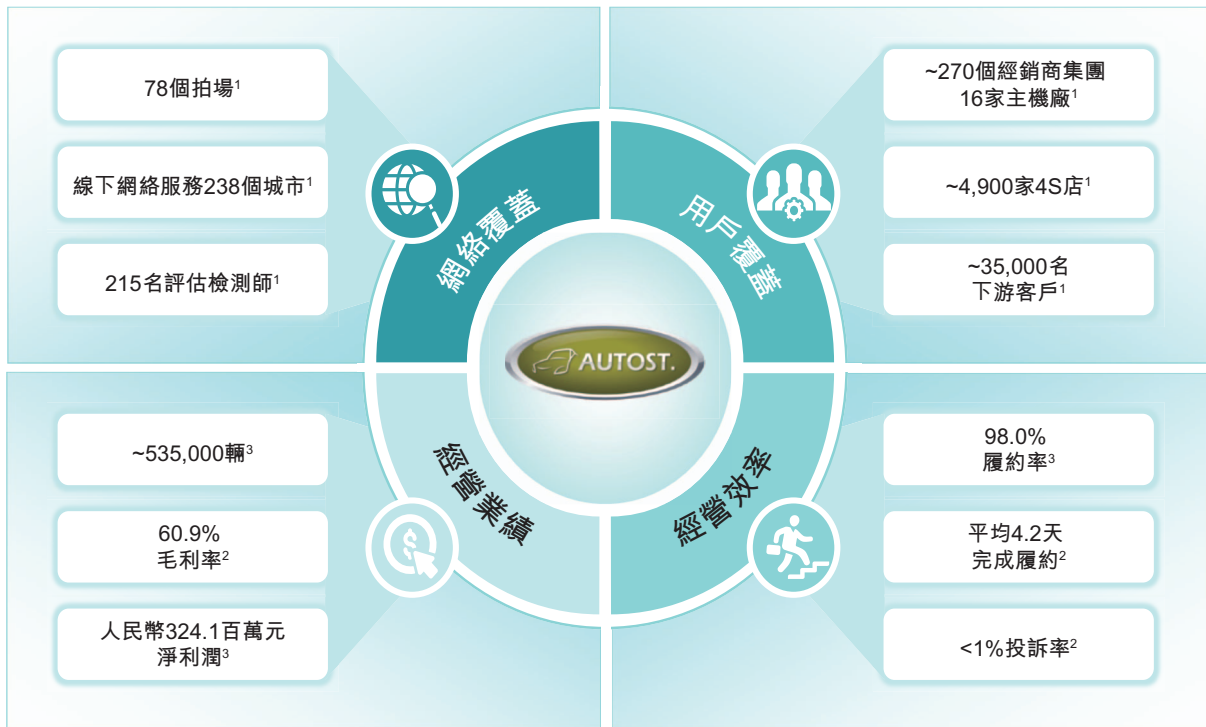 78個拍場¹
線下網絡服務238個城市¹
215名評估檢測師¹
網絡覆蓋
~270個經銷商集團
16家主機廠¹
~4,900家4S店¹
~35,000名
下游客戶¹
用戶覆蓋
AUTOST.
~535,000輛³
60.9%
毛利率²
人民幣324.1百萬元
淨利潤³
經營業績
98.0%
履約率³
平均4.2天
完成履約²
<1%投訴率²
經營效率